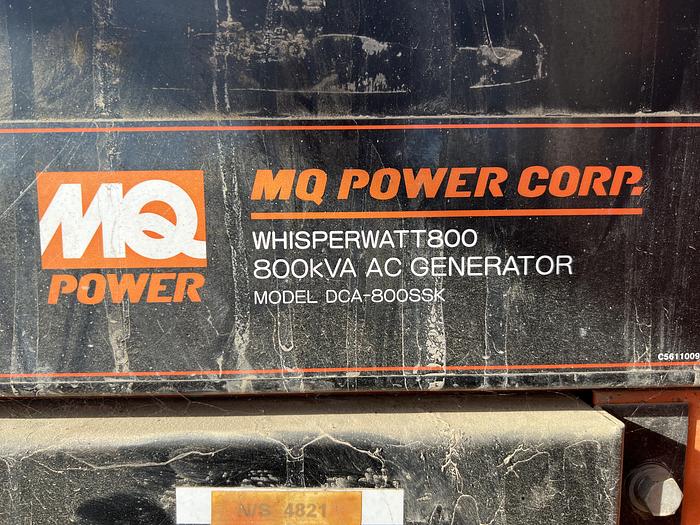 MQ
POWER
MQ POWER CORP.
WHISPERWATT800
800kVA AC GENERATOR
MODEL DCA-800SSK
C5611009
N/S 4821